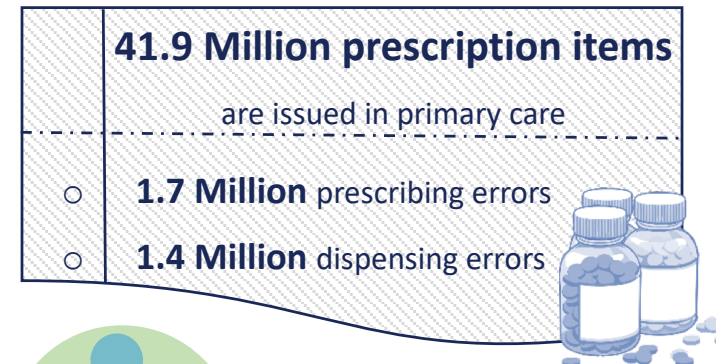 41.9 Million prescription items
are issued in primary care
1.7 Million prescribing errors
1.4 Million dispensing errors